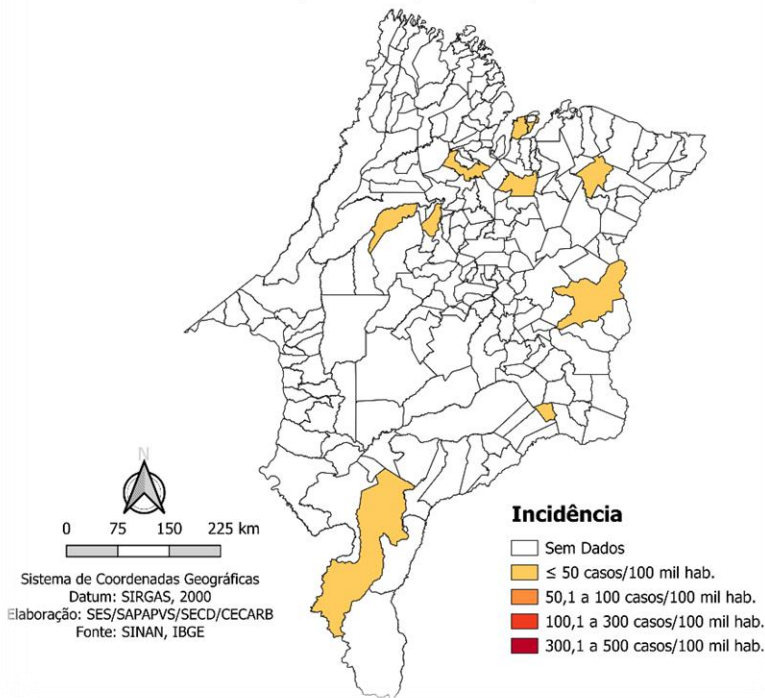 N
0 75 150 225 km
Sistema de Coordenadas Geográficas
Datum: SIRGAS, 2000
Elaboração: SES/SAPAPVS/SECD/CECARB
Fonte: SINAN, IBGE
Incidência
Sem Dados
≤ 50 casos/100 mil hab.
50,1 a 100 casos/100 mil hab.
100,1 a 300 casos/100 mil hab.
300,1 a 500 casos/100 mil hab.